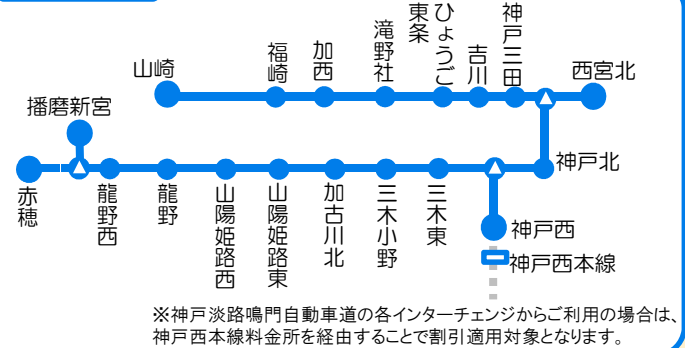 山崎
福崎
加西
滝野社
ひょうご東条
吉川
神戸三田
西宮北
播磨新宮
赤穂
龍野西
龍野
山陽姫路西
山陽姫路東
加古川北
三木小野
三木東
神戸北
神戸西
神戸西本線
※神戸淡路鳴門自動車道の各インターチェンジからご利用の場合は、
神戸西本線料金所を経由することで割引適用対象となります。